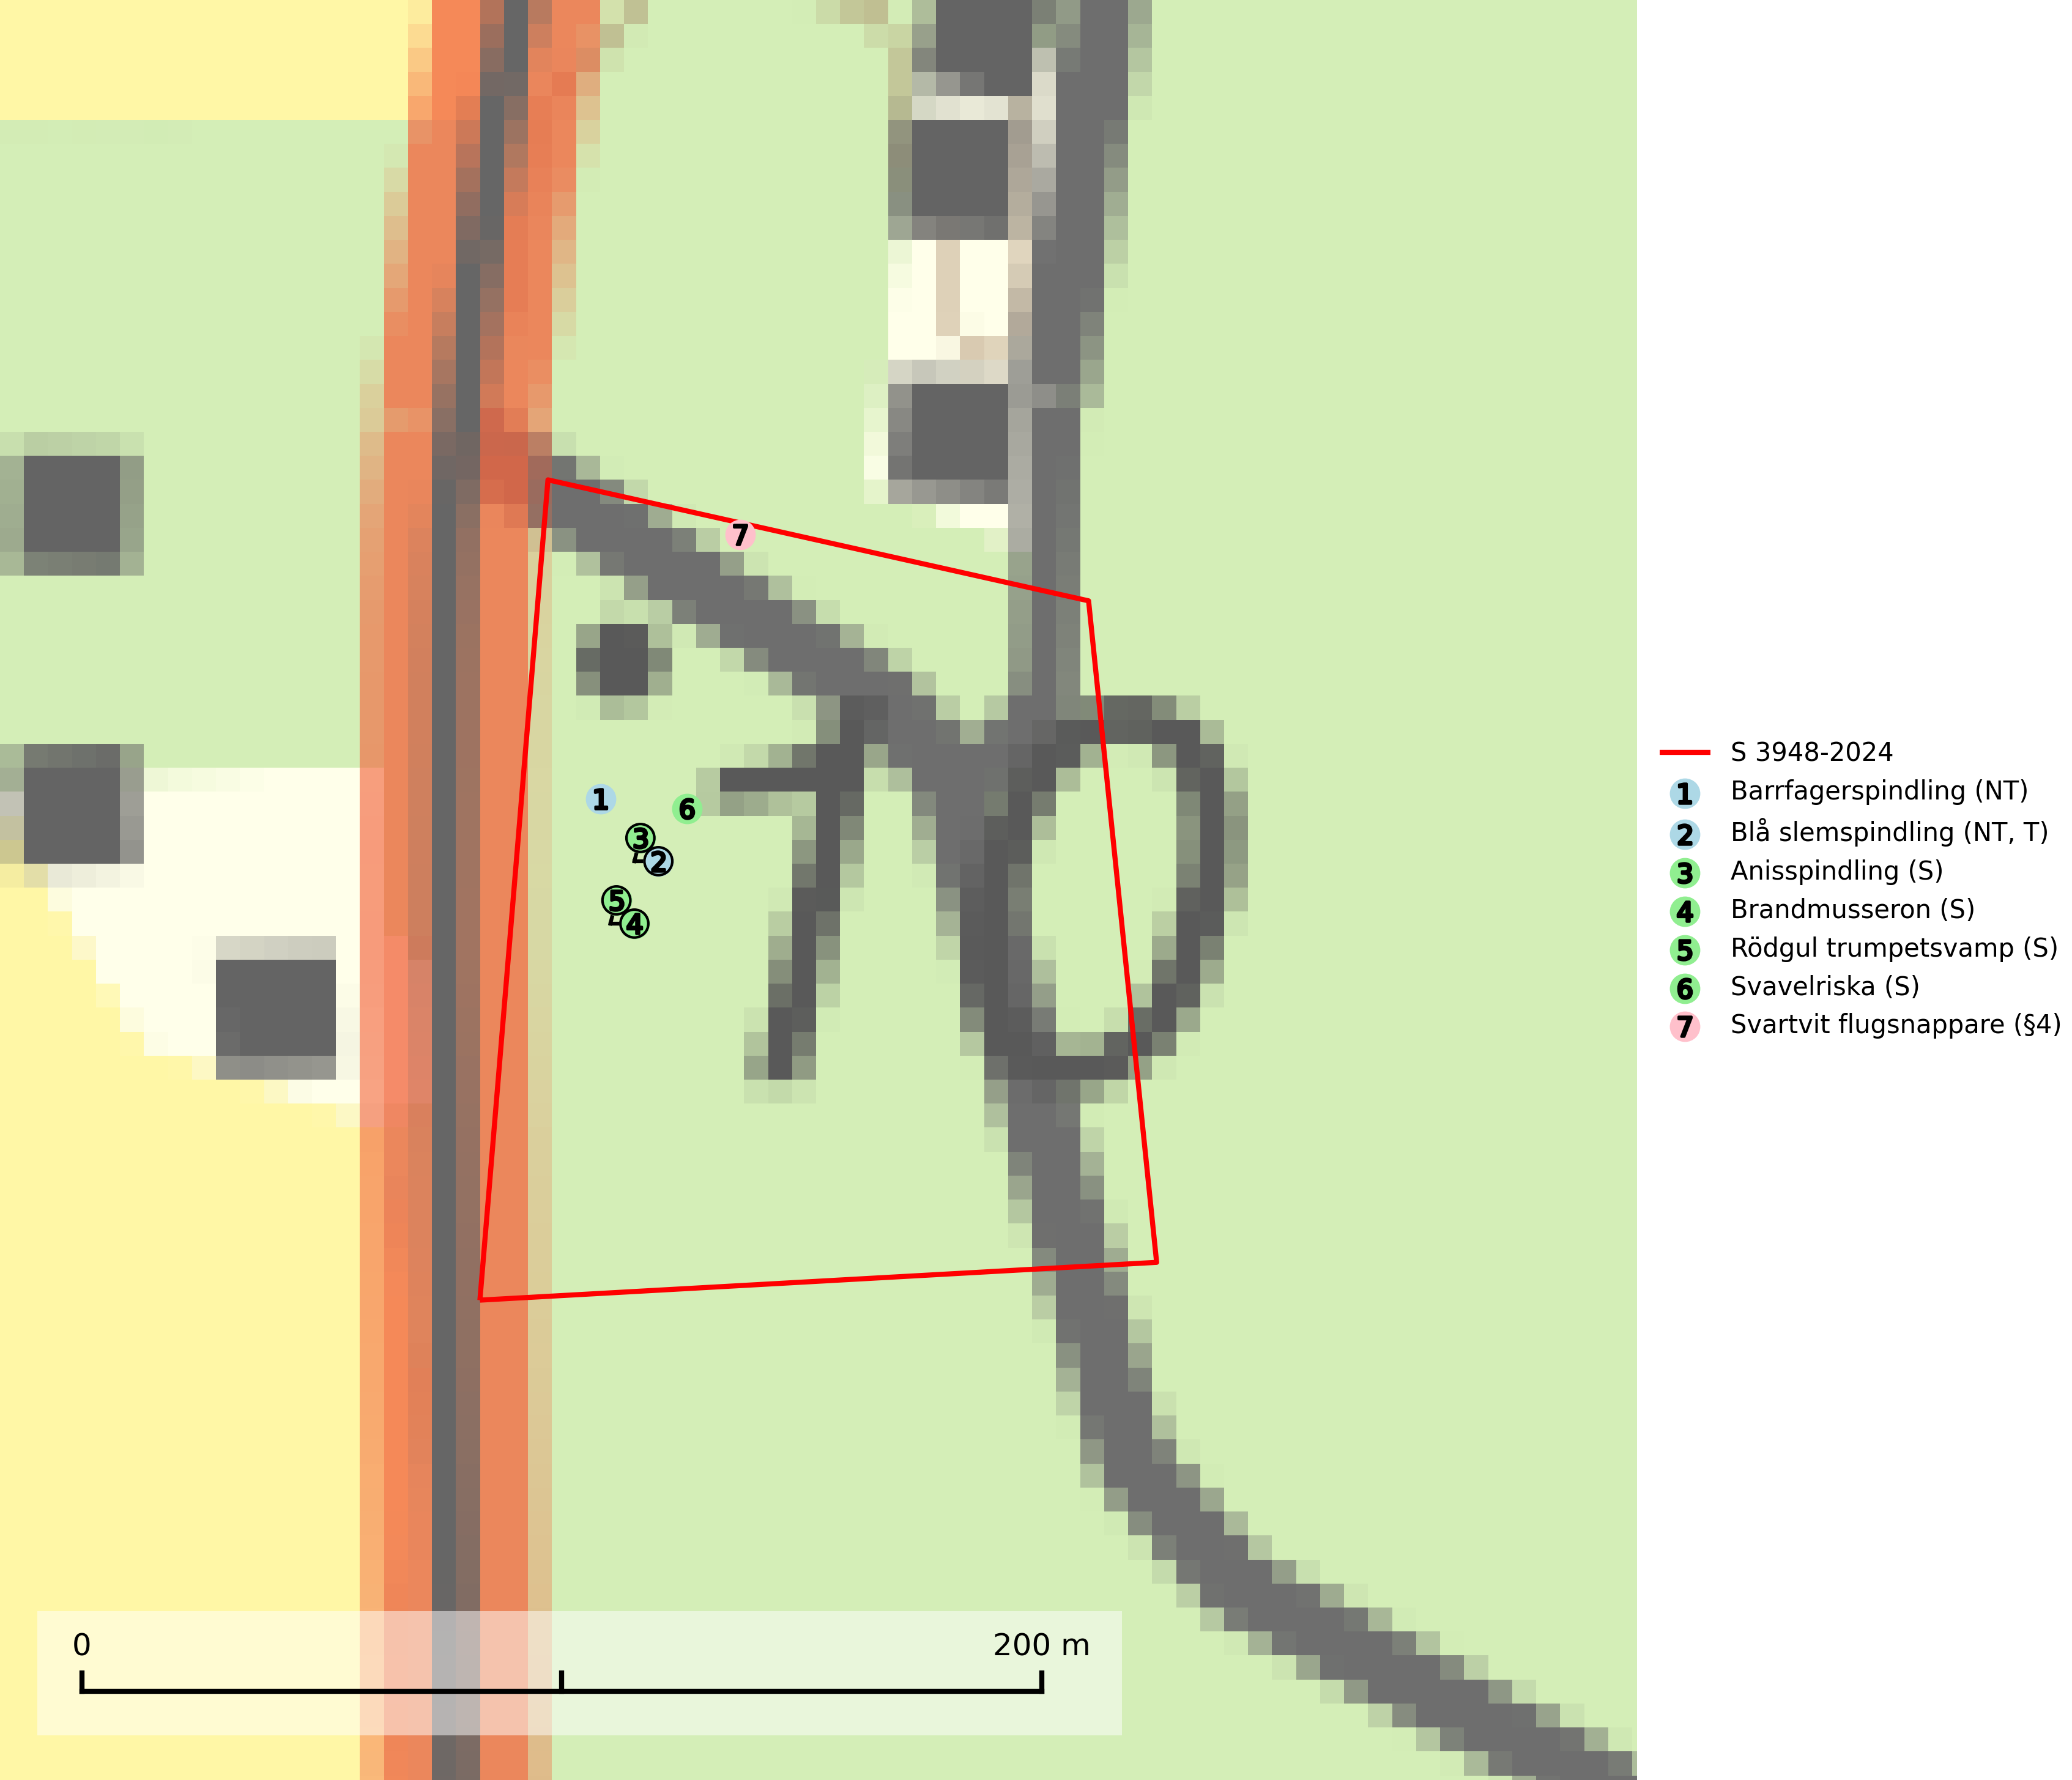 7
1
6
3
2
5
4
S 3948-2024
1 Barrfagerspindling (NT)
2 Blå slemspindling (NT, T)
3 Anisspindling (S)
4 Brandmusseron (S)
5 Rödgul trumpetsvamp (S)
6 Svavelriska (S)
7 Svartvit flugsnappare (§4)
0 200 m